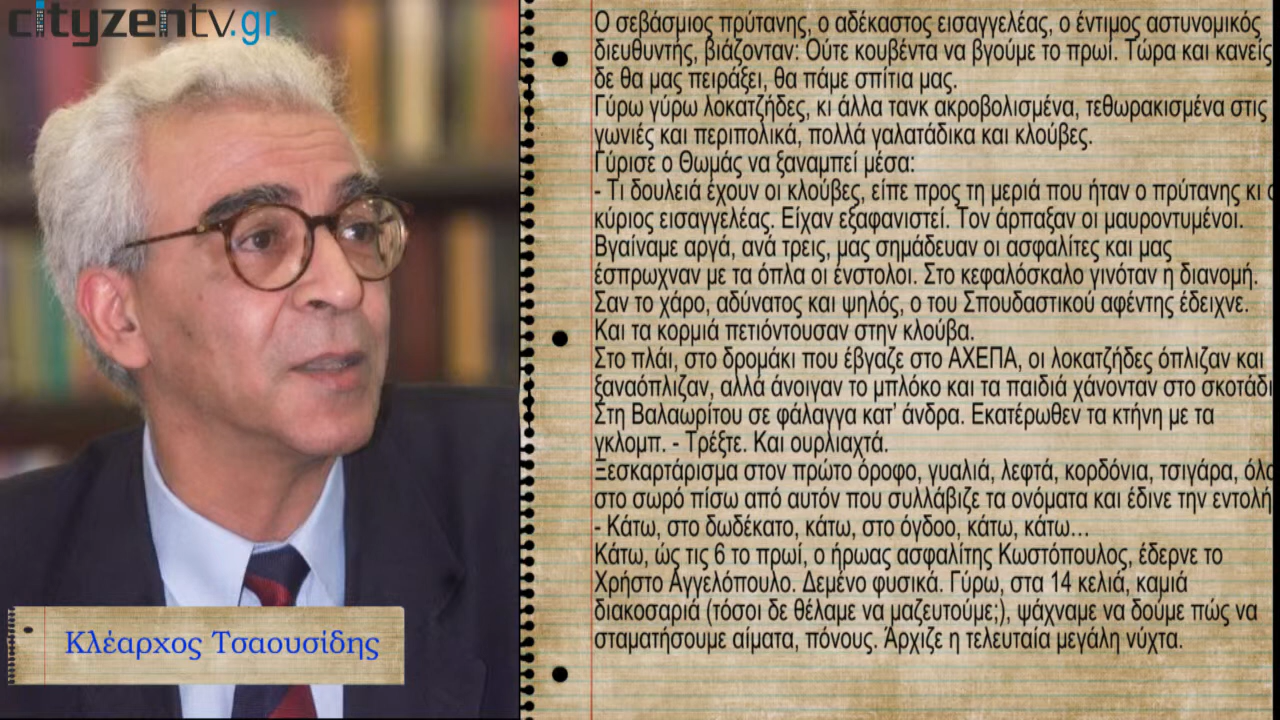 cityzentv.gr
Ο σεβάσμιος πρύτανης, ο αδέκαστος εισαγγελέας, ο έντιμος αστυνομικός
διευθυντής, βιάζονταν: Ούτε κουβέντα να βγούμε το πρωί. Τώρα και κανείς
δε θα μας πειράξει, θα πάμε σπίτια μας.
Γύρω γύρω λοκατζήδες, κι άλλα τανκ ακροβολισμένα, τεθωρακισμένα στις
γωνιές και περιπολικά, πολλά γαλατάδικα και κλούβες.
Γύρισε ο Θωμάς να ξαναμπεί μέσα:
- Τι δουλειά έχουν οι κλούβες, είπε προς τη μεριά που ήταν ο πρύτανης κι ο
κύριος εισαγγελέας. Είχαν εξαφανιστεί. Τον άρπαξαν οι μαυροντυμένοι.
Βγαίναμε αργά, ανά τρεις, μας σημάδευαν οι ασφαλίτες και μας
έσπρωχναν με τα όπλα οι ένστολοι. Στο κεφαλόσκαλο γινόταν η διανομή.
Σαν το χάρο, αδύνατος και ψηλός, ο του Σπουδαστικού αφέντης έδειχνε.
Και τα κορμιά πετιόντουσαν στην κλούβα.
Στο πλάι, στο δρομάκι που έβγαζε στο ΑΧΕΠΑ, οι λοκατζήδες όπλιζαν και
ξαναόπλιζαν, αλλά άνοιγαν το μπλόκο και τα παιδιά χάνονταν στο σκοτάδι
Στη Βαλαωρίτου σε φάλαγγα κατ' άνδρα. Εκατέρωθεν τα κτήνη με τα
γκλομπ. - Τρέξτε. Και ουρλιαχτά.
Ξεσκαρτάρισμα στον πρώτο όροφο, γυαλιά, λεφτά, κορδόνια, τσιγάρα, όλα
στο σωρό πίσω από αυτόν που συλλάβιζε τα ονόματα και έδινε την εντολή
- Κάτω, στο δωδέκατο, κάτω, στο όγδοο, κάτω, κάτω…
Κάτω, ώς τις 6 το πρωί, ο ήρωας ασφαλίτης Κωστόπουλος, έδερνε το
Χρήστο Αγγελόπουλο. Δεμένο φυσικά. Γύρω, στα 14 κελιά, καμιά
διακοσαριά (τόσοι δε θέλαμε να μαζευτούμε;), ψάχναμε να δούμε πώς να
σταματήσουμε αίματα, πόνους. Άρχιζε η τελευταία μεγάλη νύχτα.
Κλέαρχος Τσαουσίδης